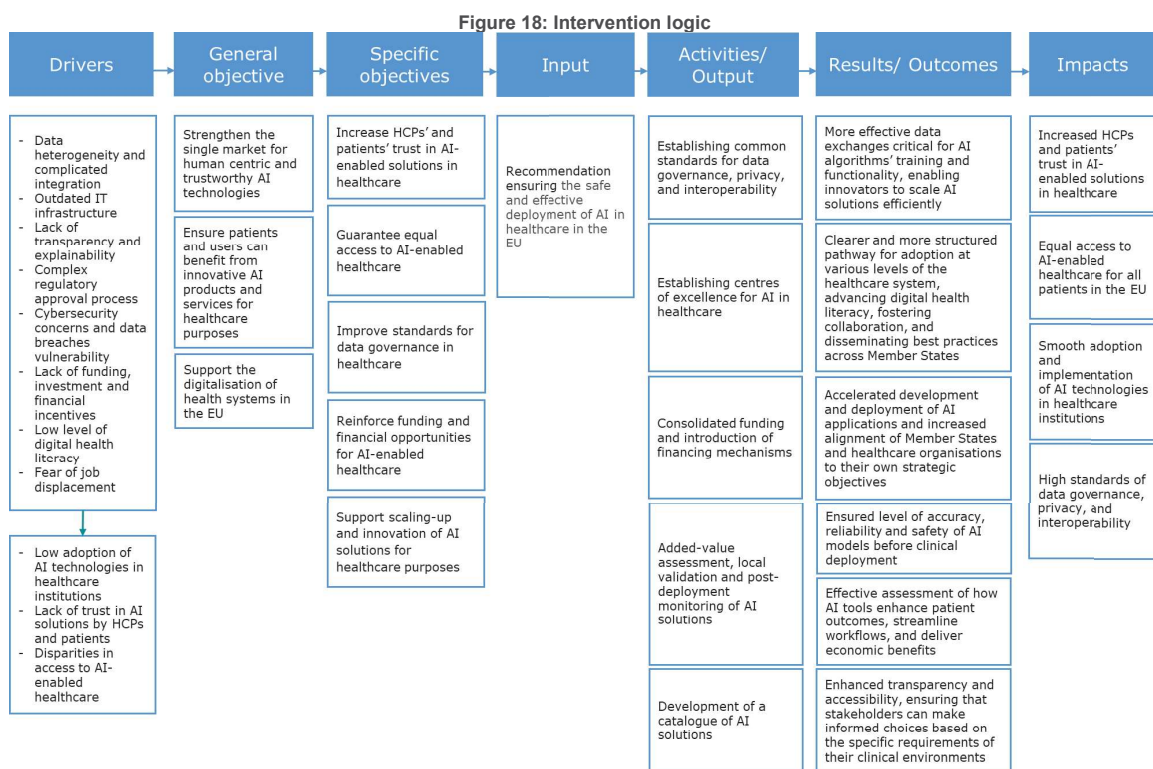 Figure 18: Intervention logic
Drivers
General
objective
Specific
objectives
Input
Activities/
Output
Results/ Outcomes
Impacts
- Data
heterogeneity and
complicated
integration
- Outdated IT
infrastructure
- Lack of
transparency and
explainability
- Complex
regulatory
approval process
- Cybersecurity
concerns and data
breaches
vulnerability
- Lack of funding,
investment and
financial
incentives
- Low level of
digital health
literacy
- Fear of job
displacement
- Low adoption of
AI technologies in
healthcare
institutions
- Lack of trust in AI
solutions by HCPs
and patients
- Disparities in
access to AI-
enabled
healthcare
Strengthen the
single market for
human centric and
trustworthy AI
technologies
Ensure patients
and users can
benefit from
innovative AI
products and
services for
healthcare
purposes
Support the
digitalisation of
health systems in
the EU
Increase HCPs' and
patients' trust in AI-
enabled solutions in
healthcare
Guarantee equal
access to AI-enabled
healthcare
Improve standards for
data governance in
healthcare
Reinforce funding and
financial opportunities
for AI-enabled
healthcare
Support scaling-up
and innovation of AI
solutions for
healthcare purposes
Recommendation
ensuring the safe
and effective
deployment of AI in
healthcare in the
EU
Establishing common
standards for data
governance, privacy,
and interoperability
Establishing centres
of excellence for AI in
healthcare
Consolidated funding
and introduction of
financing mechanisms
Added-value
assessment, local
validation and post-
deployment
monitoring of AI
solutions
Development of a
catalogue of AI
solutions
More effective data
exchanges critical for AI
algorithms' training and
functionality, enabling
innovators to scale AI
solutions efficiently
Clearer and more structured
pathway for adoption at
various levels of the
healthcare system,
advancing digital health
literacy, fostering
collaboration, and
disseminating best practices
across Member States
Accelerated development
and deployment of AI
applications and increased
alignment of Member States
and healthcare organisations
to their own strategic
objectives
Ensured level of accuracy,
reliability and safety of AI
models before clinical
deployment
Effective assessment of how
AI tools enhance patient
outcomes, streamline
workflows, and deliver
economic benefits
Enhanced transparency and
accessibility, ensuring that
stakeholders can make
informed choices based on
the specific requirements of
their clinical environments
Increased HCPs
and patients'
trust in AI-
enabled solutions
in healthcare
Equal access to
AI-enabled
healthcare for all
patients in the EU
Smooth adoption
and
implementation
of AI technologies
in healthcare
institutions
High standards of
data governance,
privacy, and
interoperability